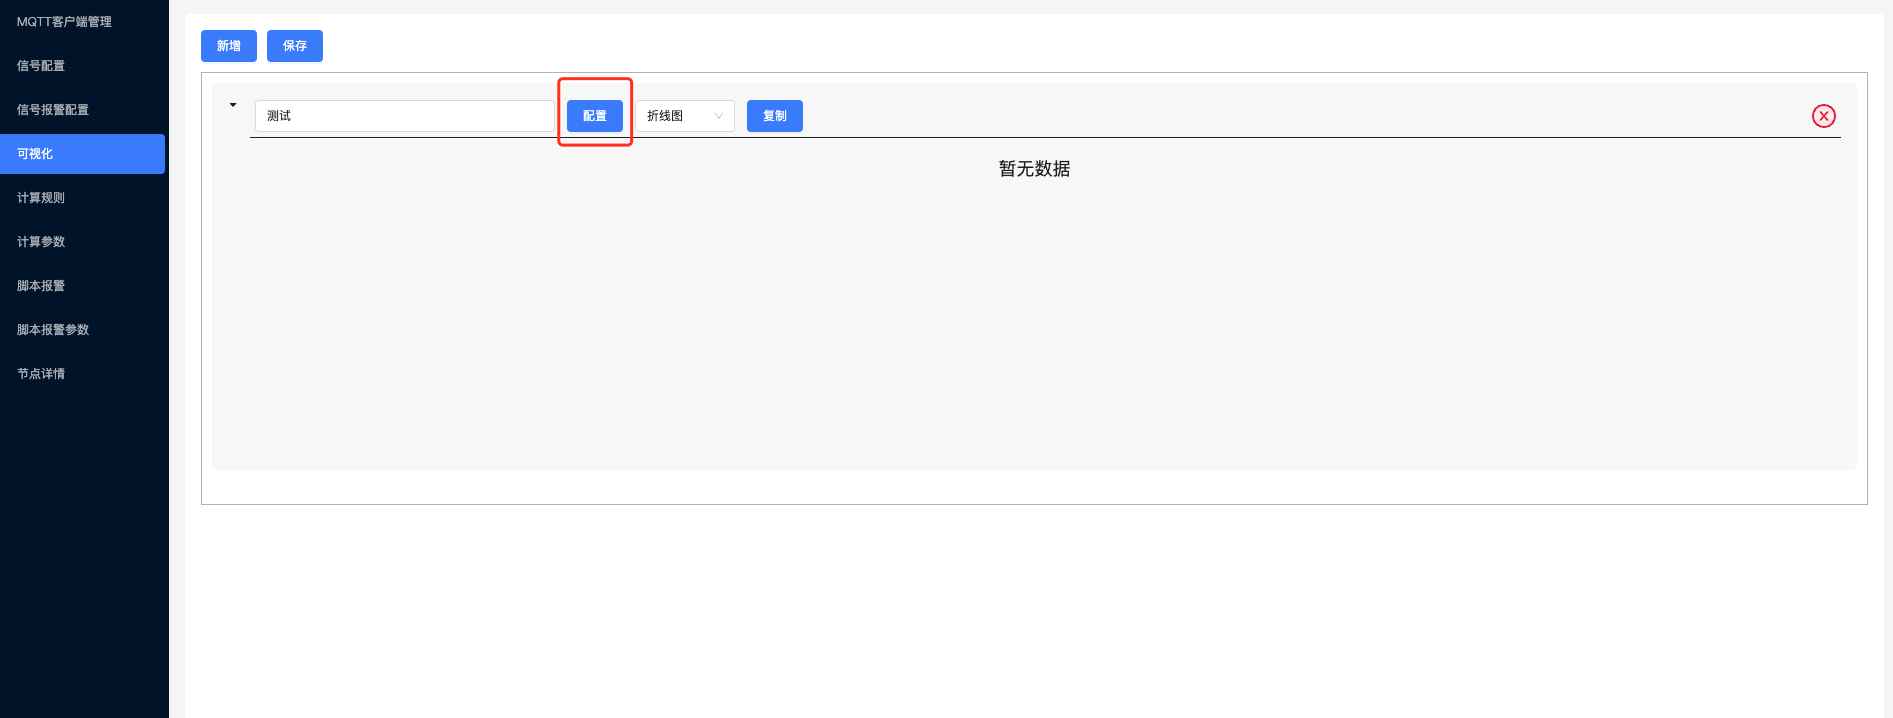 MQTT客户端管理
信号配置
信号报警配置
可视化
计算规则
计算参数
脚本报警
脚本报警参数
节点详情
新增 保存
测试 配置 折线图 复制
暂无数据